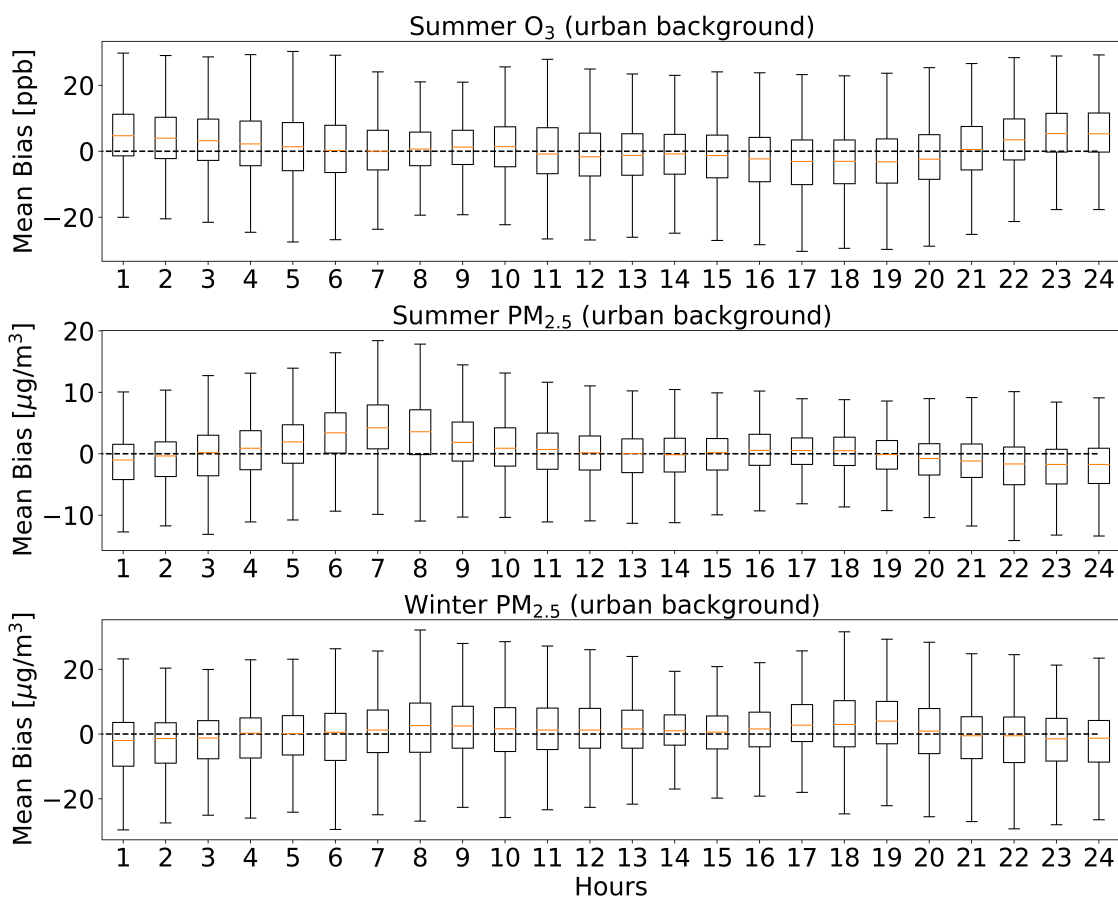 Summer O₃ (urban background)
Mean Bias [ppb]
20
0
−20
1 2 3 4 5 6 7 8 9 10 11 12 13 14 15 16 17 18 19 20 21 22 23 24
Summer PM₂.₅ (urban background)
Mean Bias [μg/m³]
20
10
0
−10
1 2 3 4 5 6 7 8 9 10 11 12 13 14 15 16 17 18 19 20 21 22 23 24
Winter PM₂.₅ (urban background)
Mean Bias [μg/m³]
20
0
−20
1 2 3 4 5 6 7 8 9 10 11 12 13 14 15 16 17 18 19 20 21 22 23 24
Hours